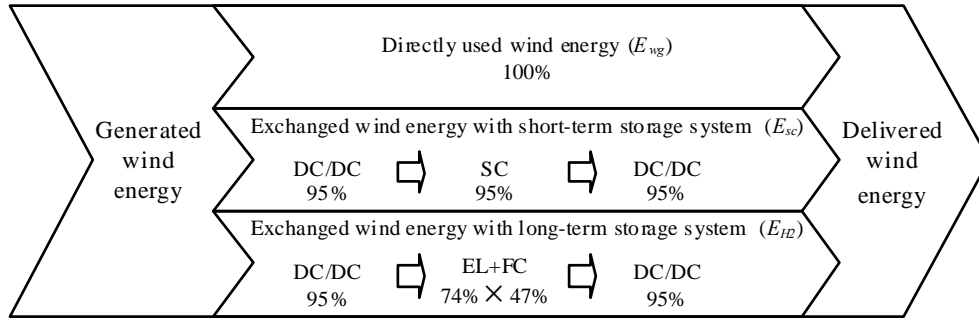 Directly used wind energy (E_wg)
100%
Generated
wind
energy
Exchanged wind energy with short-term storage system (E_sc)
DC/DC SC DC/DC
95% 95% 95%
Exchanged wind energy with long-term storage system (E_H2)
DC/DC EL+FC DC/DC
95% 74% × 47% 95%
Delivered
wind
energy